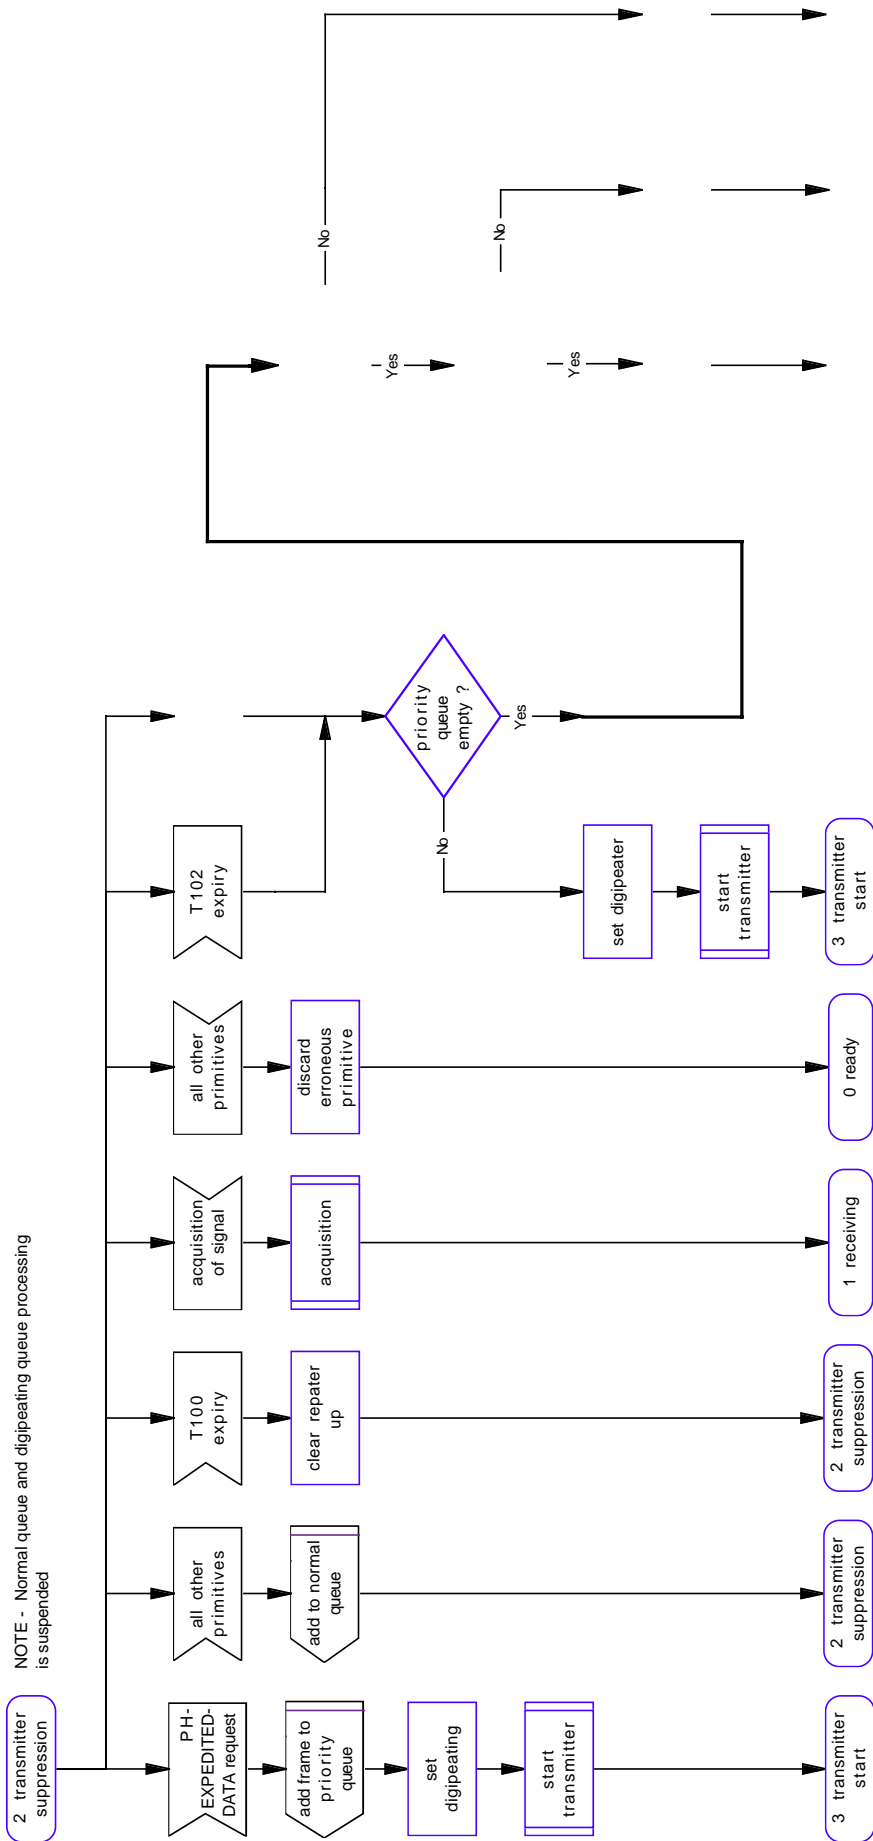 2 transmitter
suppression
NOTE - Normal queue and digipeating queue processing
is suspended
PH-
EXPEDITED-
DATA request
add frame to
priority
queue
set
digipeating
start
transmitter
3 transmitter
start
all other
primitives
add to normal
queue
2 transmitter
suppression
T100
expiry
clear repater
up
2 transmitter
suppression
acquisition
of signal
acquisition
1 receiving
all other
primitives
discard
erroneous
primitive
0 ready
T102
expiry
priority
queue
empty ?
No
Yes
set digipeater
start
transmitter
3 transmitter
start
Yes
No
Yes
No